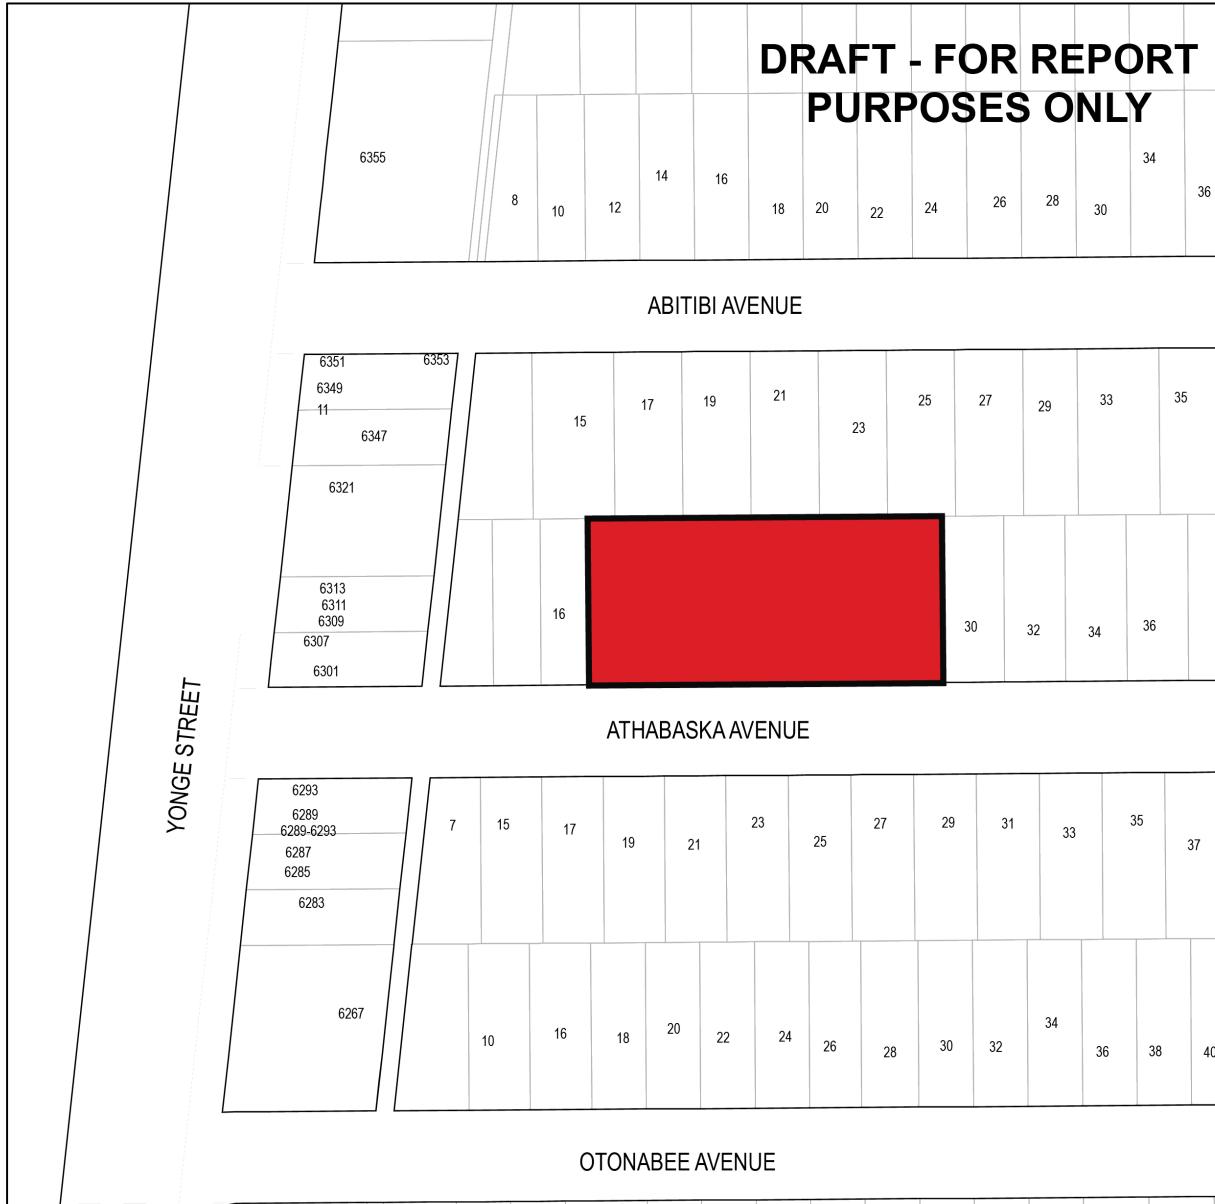 DRAFT - FOR REPORT
PURPOSES ONLY
6355
8 10 12 14 16 18 20 22 24 26 28 30 34 36
ABITIBI AVENUE
6351 6353
6349
11
6347
6321
6313
6311
6309
6307
6301
15 17 19 21 23 25 27 29 33 35
16 30 32 34 36
ATHABASKA AVENUE
YONGE STREET
6293
6289
6289-6293
6287
6285
6283
6267
7 15 17 19 21 23 25 27 29 31 33 35 37
10 16 18 20 22 24 26 28 30 32 34 36 38 40
OTONABEE AVENUE